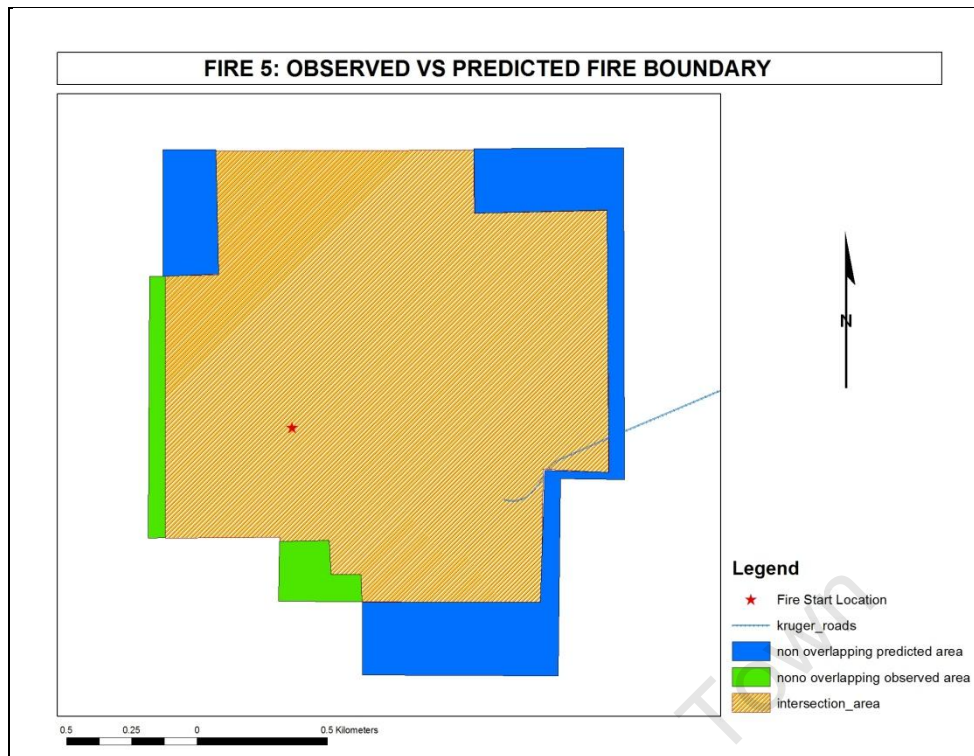 FIRE 5: OBSERVED VS PREDICTED FIRE BOUNDARY
N
Legend
Fire Start Location
kruger_roads
non overlapping predicted area
nono overlapping observed area
intersection_area
Town
0.5 0.25 0 0.5 Kilometers